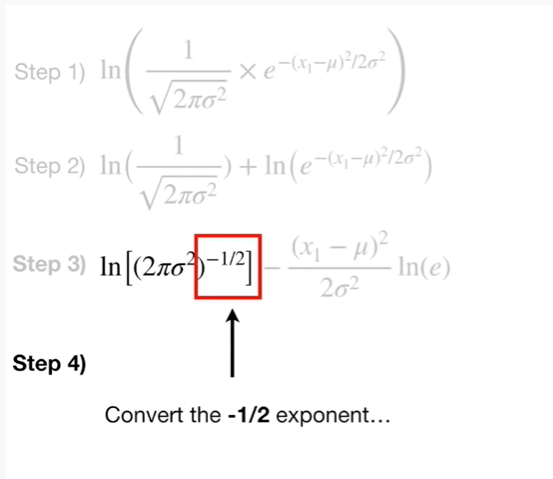 Step 1) ln(1/√(2πσ²) × e^−(x₁−μ)²/2σ²)
Step 2) ln(1/√(2πσ²)) + ln(e^−(x₁−μ)²/2σ²)
Step 3) ln[(2πσ²)^−1/2] − (x₁ − μ)²/2σ² ln(e)
Step 4)
Convert the -1/2 exponent…